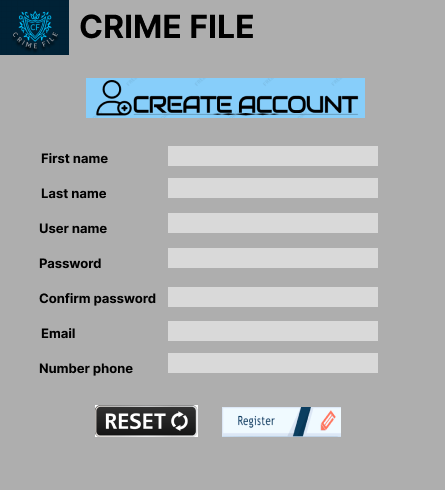 CF
CRIME FILE
CRIME FILE
CREATE ACCOUNT
First name
Last name
User name
Password
Confirm password
Email
Number phone
RESET
Register